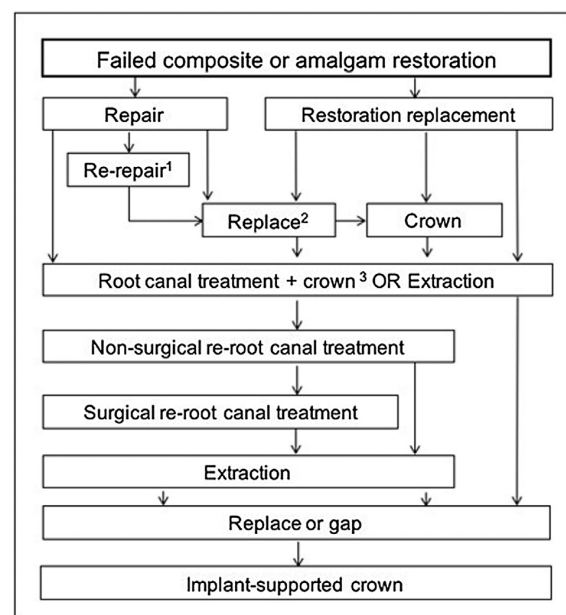 Failed composite or amalgam restoration
Repair
Restoration replacement
Re-repair¹
Replace²
Crown
Root canal treatment + crown ³ OR Extraction
Non-surgical re-root canal treatment
Surgical re-root canal treatment
Extraction
Replace or gap
Implant-supported crown